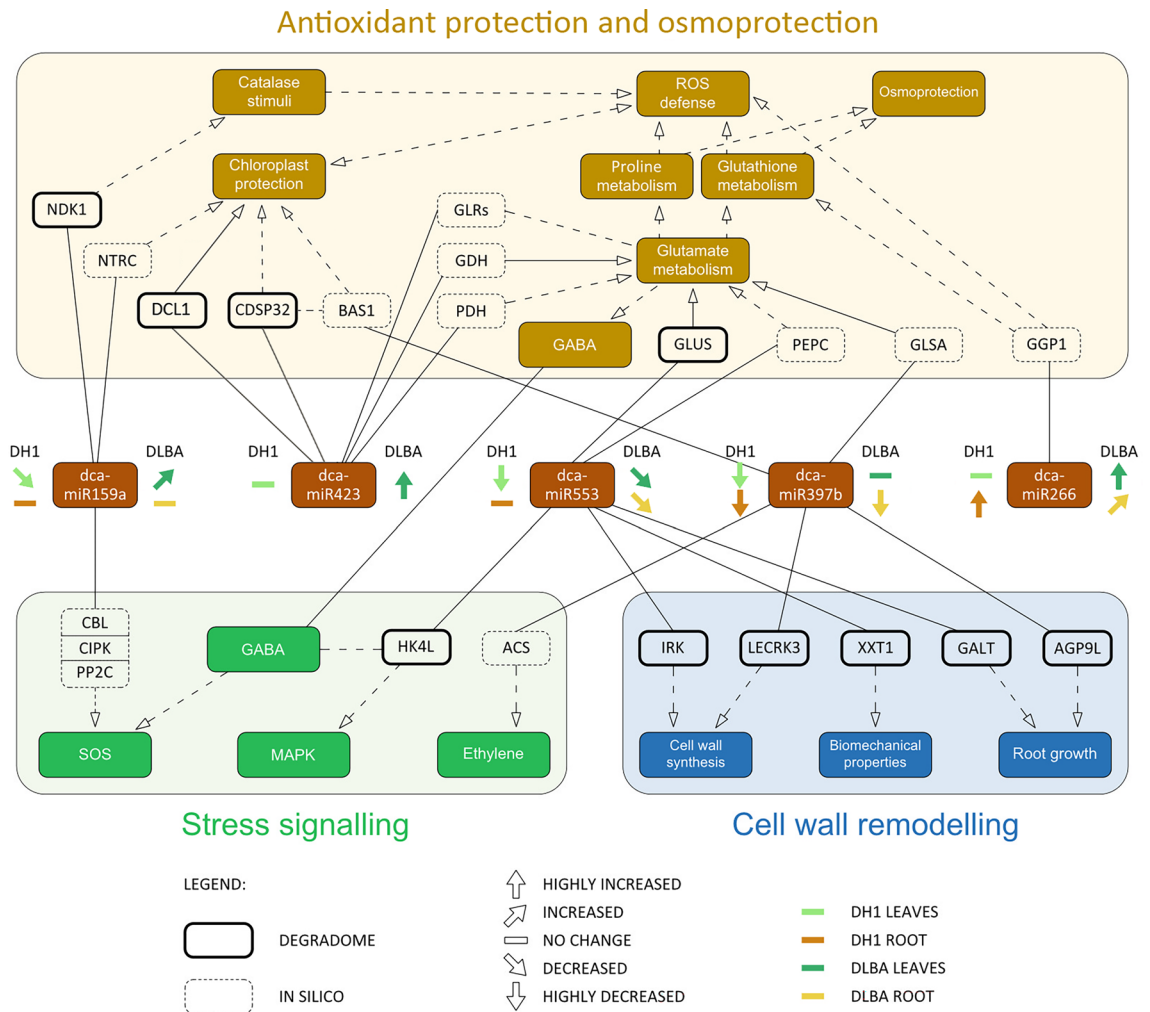 Antioxidant protection and osmoprotection
Catalase
stimuli
ROS
defense
Osmoprotection
Chloroplast
protection
Proline
metabolism
Glutathione
metabolism
NDK1
GLRs
NTRC
GDH
Glutamate
metabolism
DCL1
CDSP32
BAS1
PDH
GABA
GLUS
PEPC
GLSA
GGP1
DH1
DLBA
DH1
DLBA
DH1
DLBA
DH1
DLBA
DH1
DLBA
dca-
miR159a
dca-
miR423
dca-
miR553
dca-
miR397b
dca-
miR266
CBL
CIPK
PP2C
GABA
HK4L
ACS
IRK
LECRK3
XXT1
GALT
AGP9L
SOS
MAPK
Ethylene
Cell wall
synthesis
Biomechanical
properties
Root growth
Stress signalling
Cell wall remodelling
LEGEND:
DEGRADOME
IN SILICO
HIGHLY INCREASED
INCREASED
NO CHANGE
DECREASED
HIGHLY DECREASED
DH1 LEAVES
DH1 ROOT
DLBA LEAVES
DLBA ROOT